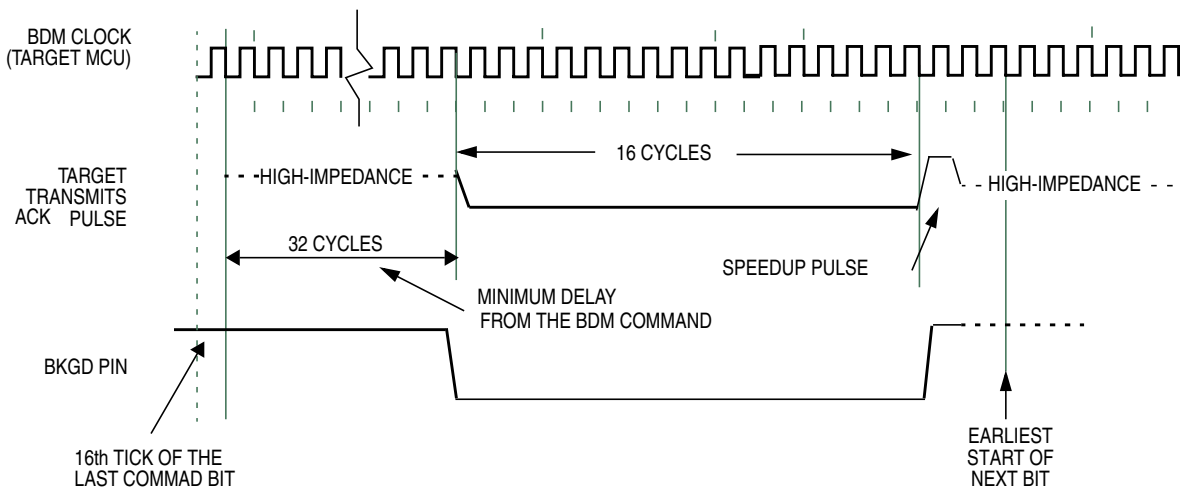 BDM CLOCK
(TARGET MCU)
16 CYCLES
TARGET
TRANSMITS
ACK PULSE
HIGH-IMPEDANCE
HIGH-IMPEDANCE
32 CYCLES
SPEEDUP PULSE
MINIMUM DELAY
FROM THE BDM COMMAND
BKGD PIN
16th TICK OF THE
LAST COMMAD BIT
EARLIEST
START OF
NEXT BIT